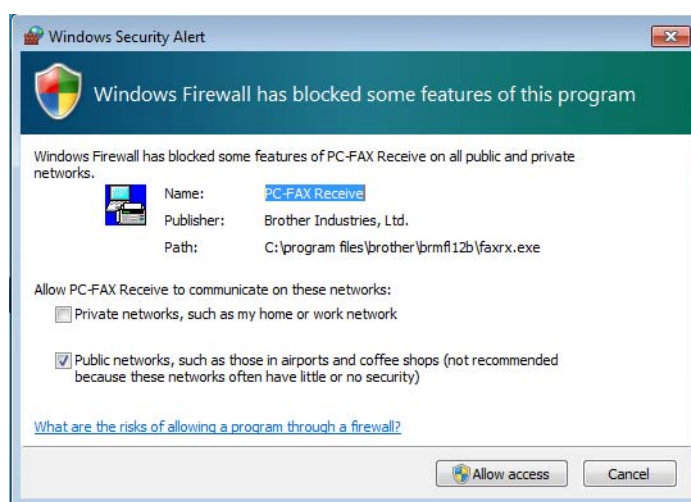 Windows Security Alert
Windows Firewall has blocked some features of this program
Windows Firewall has blocked some features of PC-FAX Receive on all public and private
networks.
Name: PC-FAX Receive
Publisher: Brother Industries, Ltd.
Path: C:\program files\brother\brmfl12b\faxrx.exe
Allow PC-FAX Receive to communicate on these networks:
Private networks, such as my home or work network
Public networks, such as those in airports and coffee shops (not recommended
because these networks often have little or no security)
What are the risks of allowing a program through a firewall?
Allow access Cancel